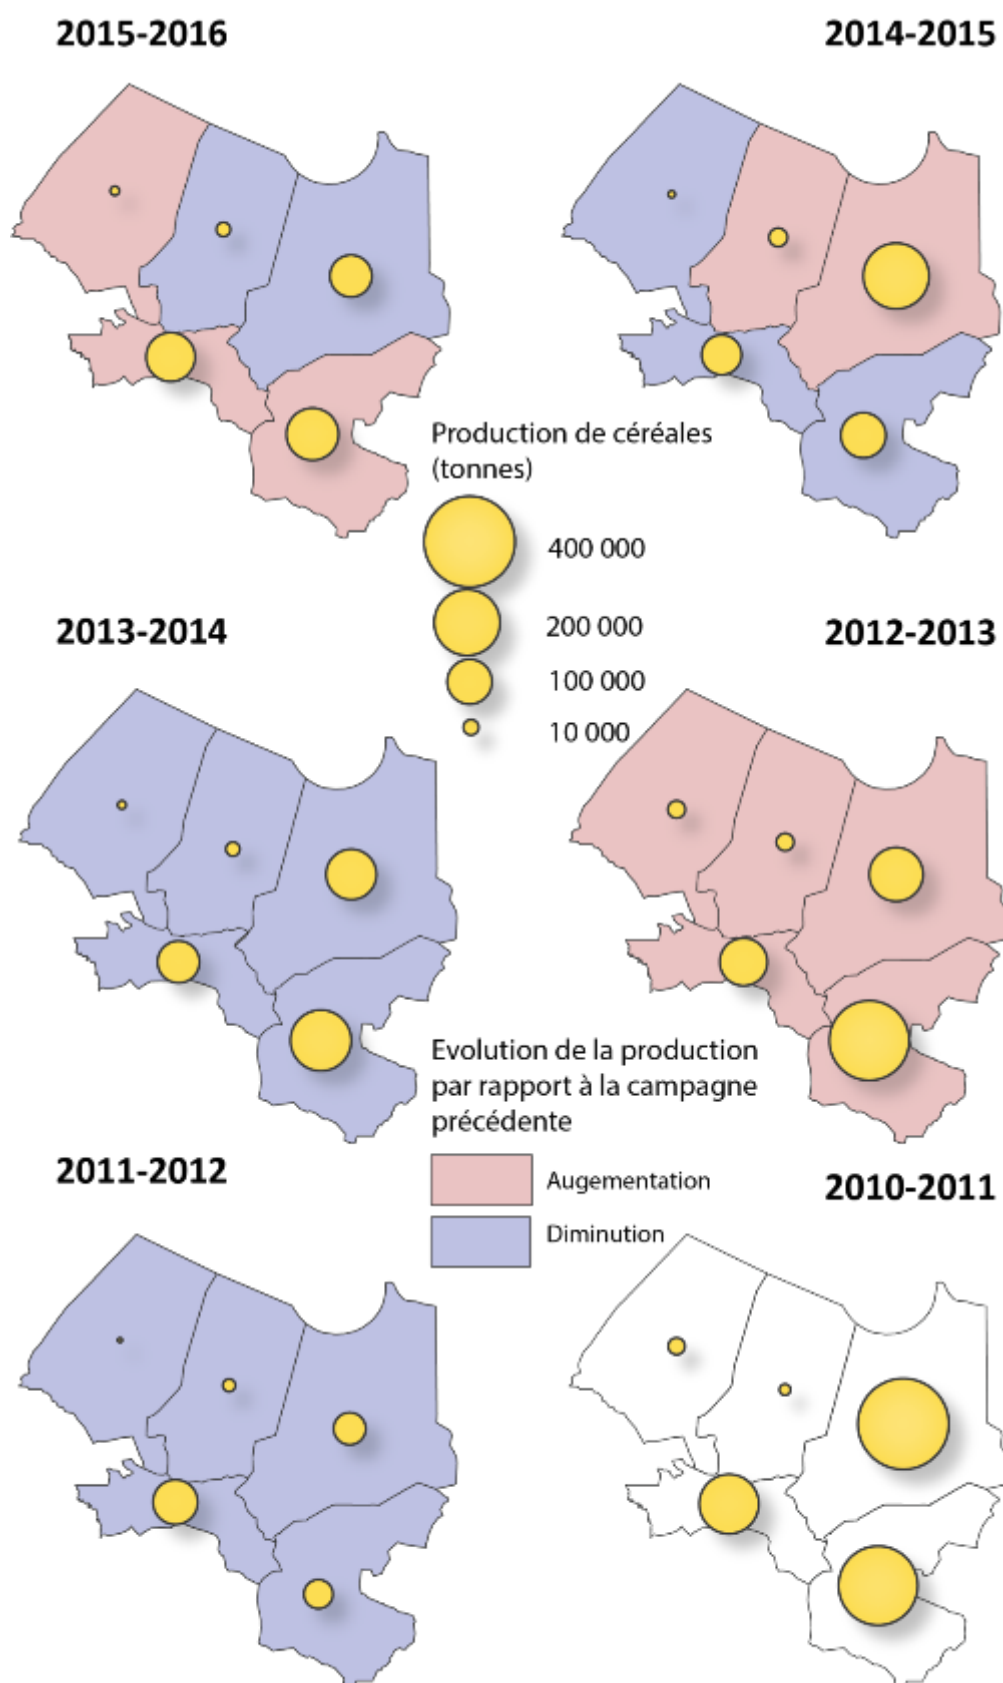 2015-2016
2014-2015
Production de céréales
(tonnes)
400 000
200 000
100 000
10 000
2013-2014
2012-2013
Evolution de la production
par rapport à la campagne
précédente
Augementation
Diminution
2011-2012
2010-2011